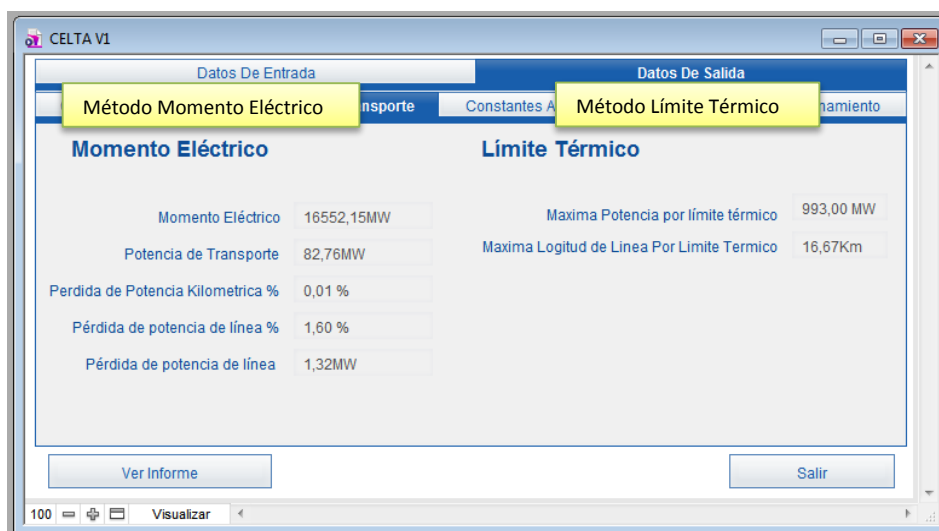 CELTA V1
Datos De Entrada
Datos De Salida
Método Momento Eléctrico
nsporte
Constantes A
Método Límite Térmico
namiento
Momento Eléctrico
Límite Térmico
Momento Eléctrico 16552,15MW
Maxima Potencia por límite térmico 993,00 MW
Potencia de Transporte 82,76MW
Maxima Logitud de Linea Por Limite Termico 16,67Km
Perdida de Potencia Kilometrica % 0,01 %
Pérdida de potencia de línea % 1,60 %
Pérdida de potencia de línea 1,32MW
Ver Informe
Salir
100
Visualizar